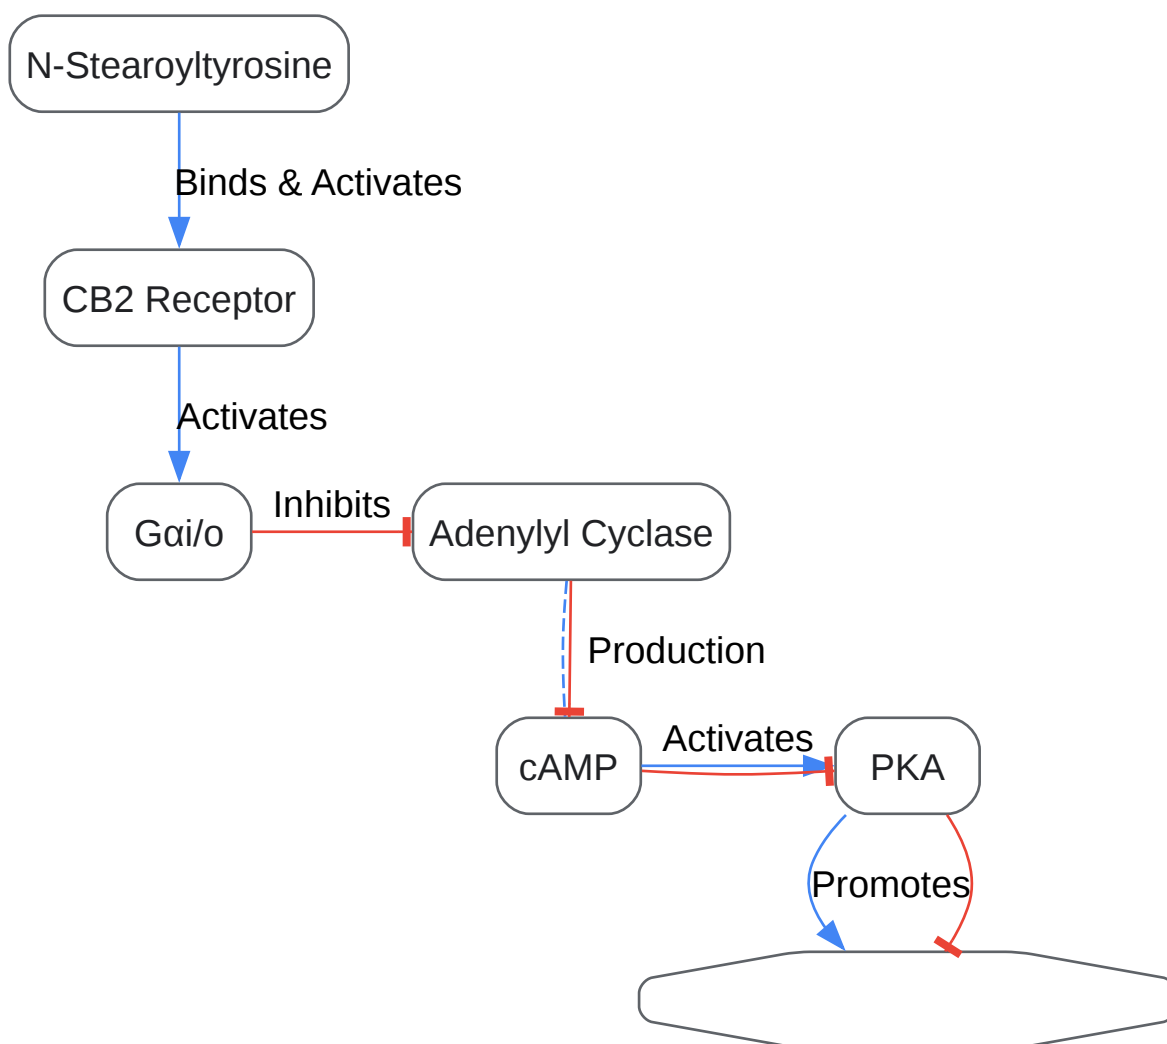 N-Stearoyltyrosine
Binds & Activates
CB2 Receptor
Activates
Gαi/o
Inhibits
Adenylyl Cyclase
Production
cAMP
Activates
PKA
Promotes